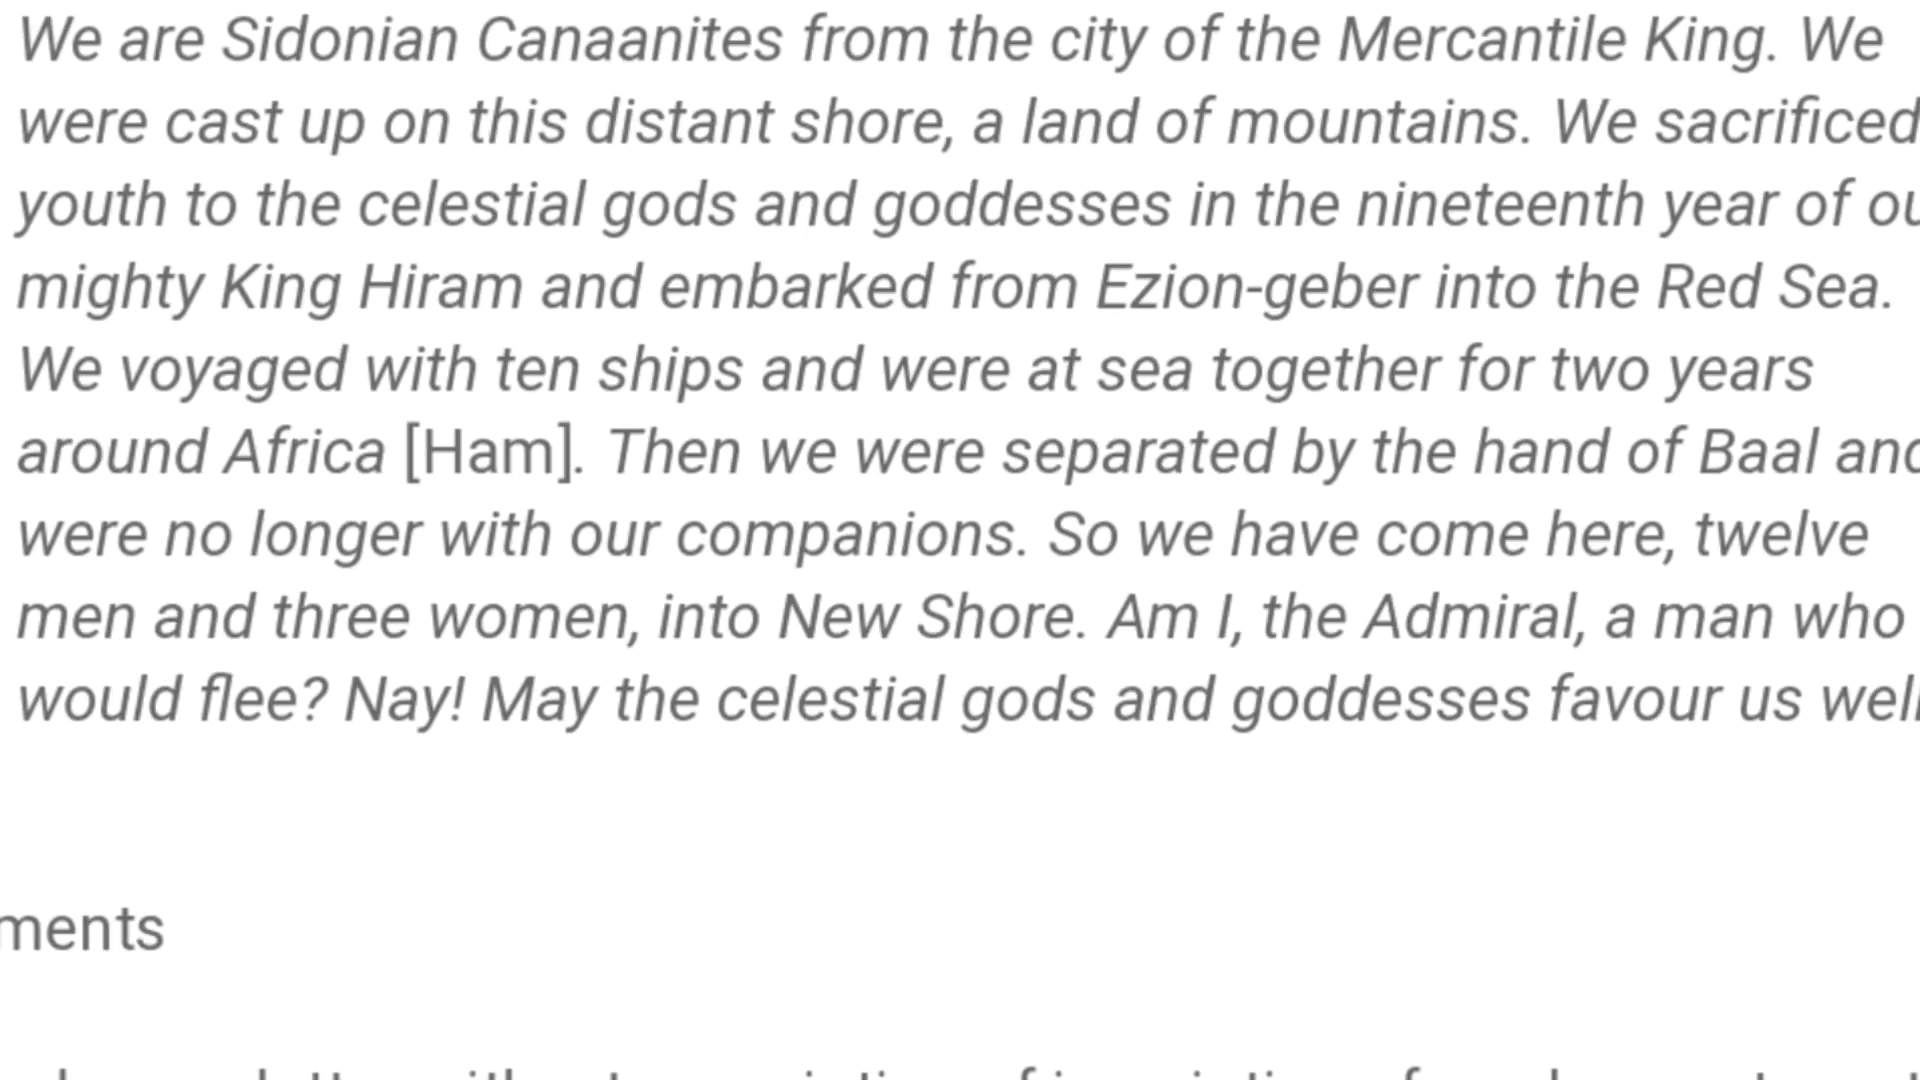 We are Sidonian Canaanites from the city of the Mercantile King. We
were cast up on this distant shore, a land of mountains. We sacrificed
youth to the celestial gods and goddesses in the nineteenth year of
mighty King Hiram and embarked from Ezion-geber into the Red Sea.
We voyaged with ten ships and were at sea together for two years
around Africa [Ham]. Then we were separated by the hand of Baal and
were no longer with our companions. So we have come here, twelve
men and three women, into New Shore. Am I, the Admiral, a man who
would flee? Nay! May the celestial gods and goddesses favour us well
ments